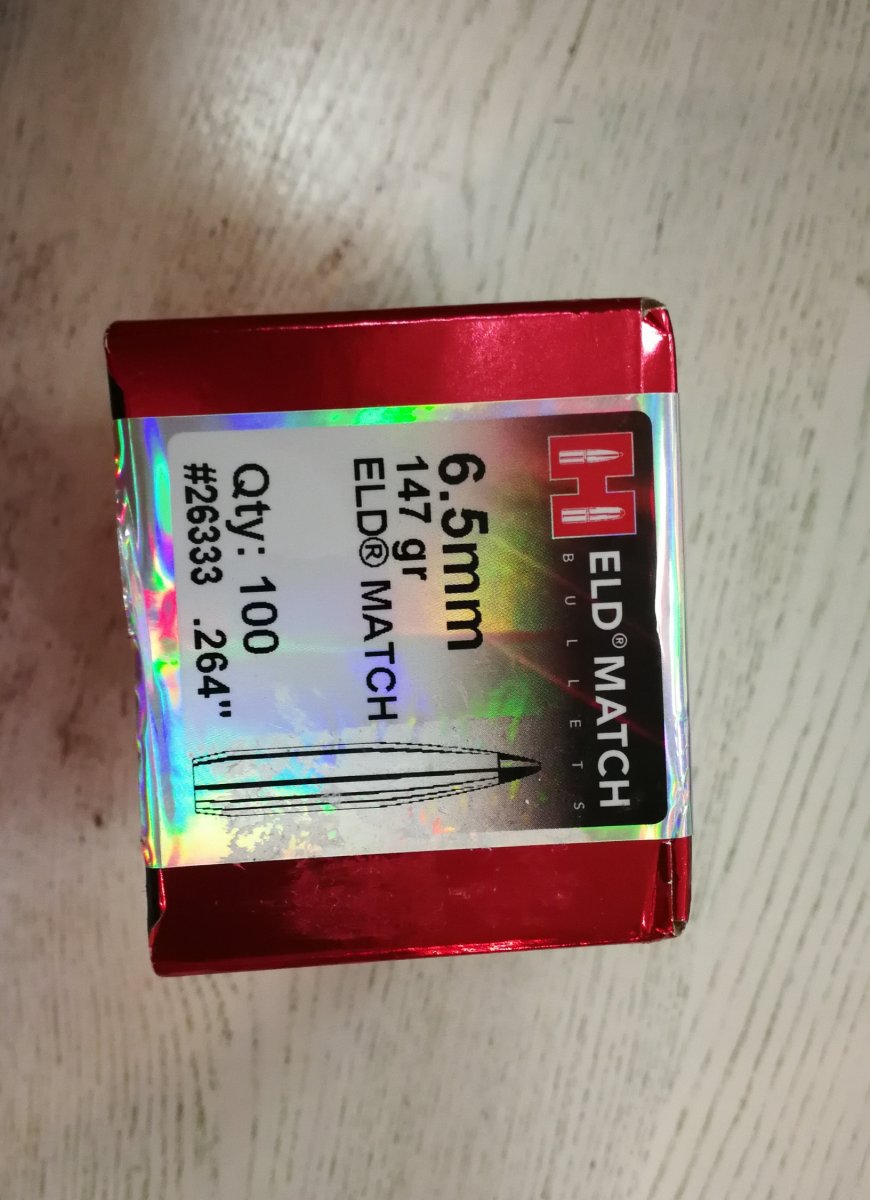 ELD® MATCH
BULLETS
6.5mm
147 gr
ELD® MATCH
Qty: 100
#26333 .264"